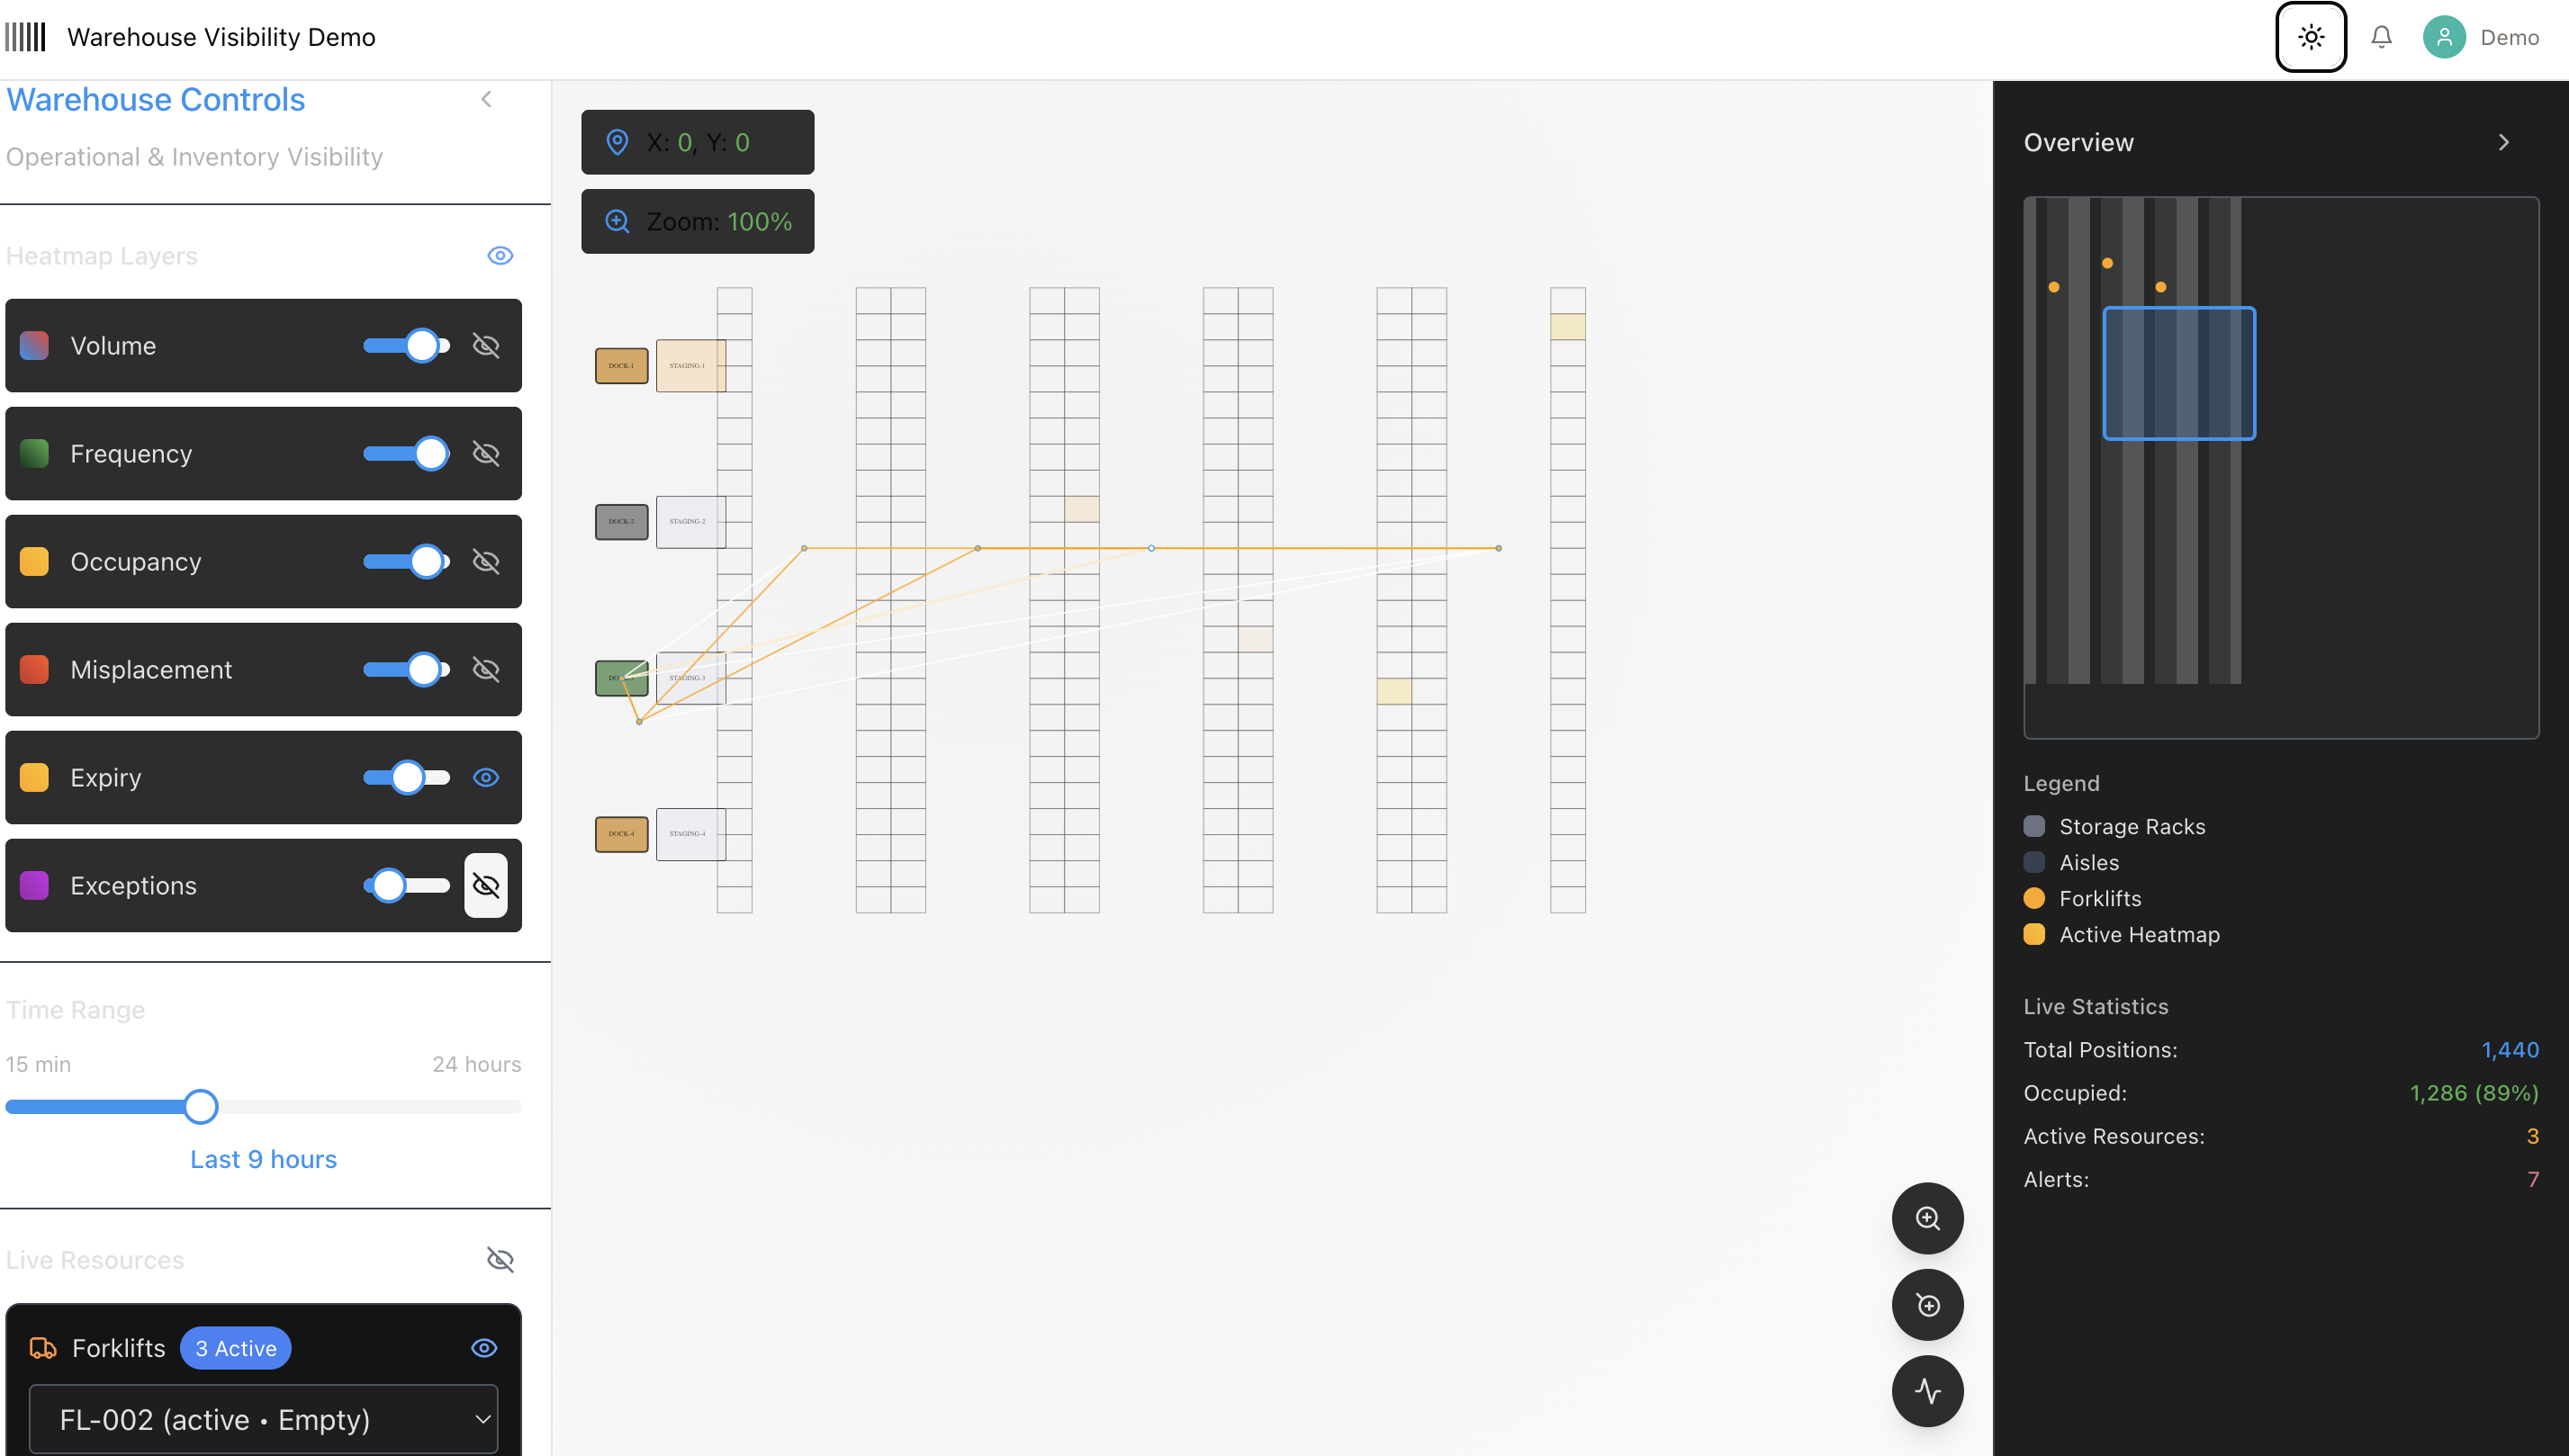 Warehouse Visibility Demo
Demo
Warehouse Controls
Operational & Inventory Visibility
Heatmap Layers
Volume
Frequency
Occupancy
Misplacement
Expiry
Exceptions
Time Range
15 min 24 hours
Last 9 hours
Live Resources
Forklifts 3 Active
FL-002 (active • Empty)
X: 0, Y: 0
Zoom: 100%
DOCK-1 STAGING-1
DOCK-2 STAGING-2
STAGING-3
DOCK-4 STAGING-4
Overview
Legend
Storage Racks
Aisles
Forklifts
Active Heatmap
Live Statistics
Total Positions: 1,440
Occupied: 1,286 (89%)
Active Resources: 3
Alerts: 7